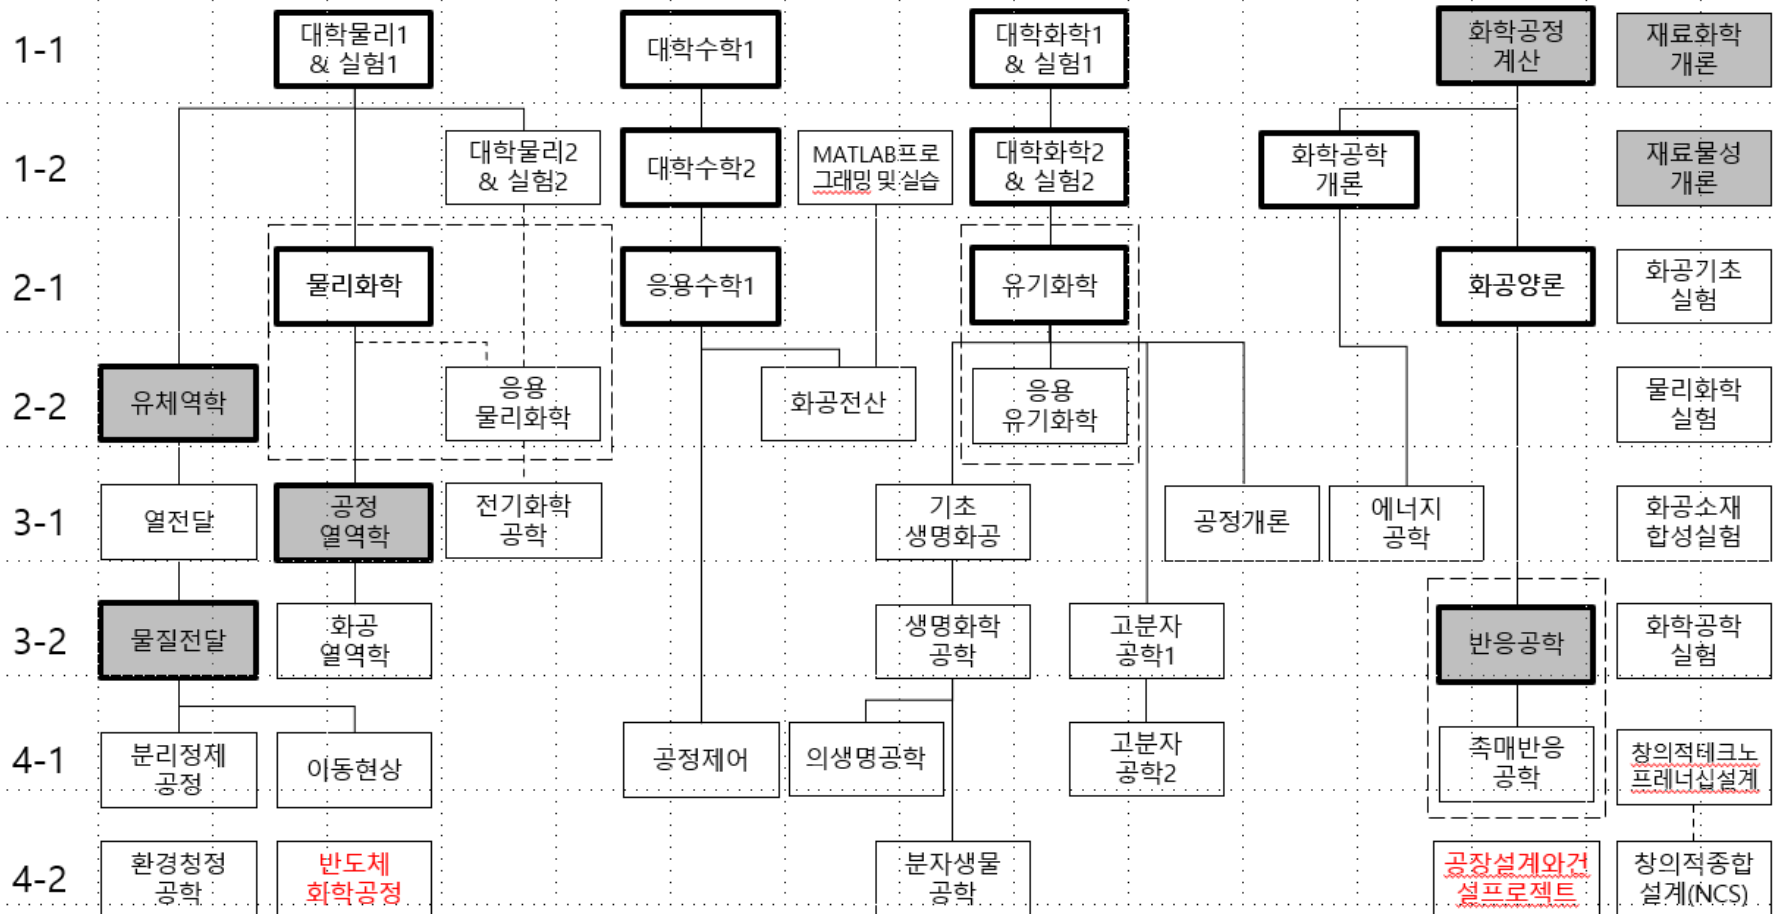 1-1
대학물리1
& 실험1
대학수학1
대학화학1
& 실험1
화학공정
계산
재료화학
개론
1-2
대학물리2
& 실험2
대학수학2
MATLAB프로
그래밍 및 실습
대학화학2
& 실험2
화학공학
개론
재료물성
개론
2-1
물리화학
응용수학1
유기화학
화공양론
화공기초
실험
2-2
유체역학
응용
물리화학
화공전산
응용
유기화학
물리화학
실험
3-1
열전달
공정
열역학
전기화학
공학
기초
생명화공
공정개론
에너지
공학
화공소재
합성실험
3-2
물질전달
화공
열역학
생명화학
공학
고분자
공학1
반응공학
화학공학
실험
4-1
분리정제
공정
이동현상
공정제어
의생명공학
고분자
공학2
촉매반응
공학
창의적테크노
프레너십설계
4-2
환경청정
공학
반도체
화학공정
분자생물
공학
공장설계와건
설프로젝트
창의적종합
설계(NCS)